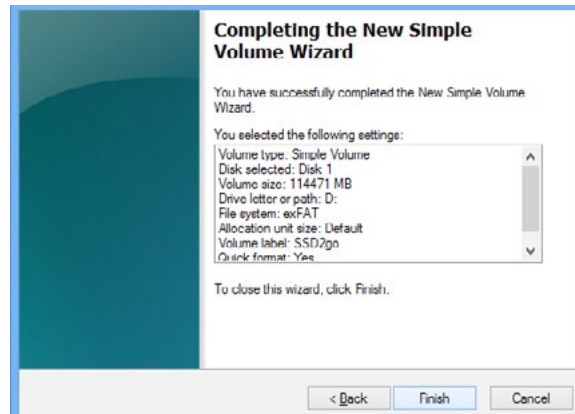 Completing the New Simple
Volume Wizard
You have successfully completed the New Simple Volume
Wizard.
You selected the following settings:
Volume type: Simple Volume
Disk selected: Disk 1
Volume size: 114471 MB
Drive letter or path: D:
File system: exFAT
Allocation unit size: Default
Volume label: SSD2go
Quick format: Yes
To close this wizard, click Finish.
< Back
Finish
Cancel